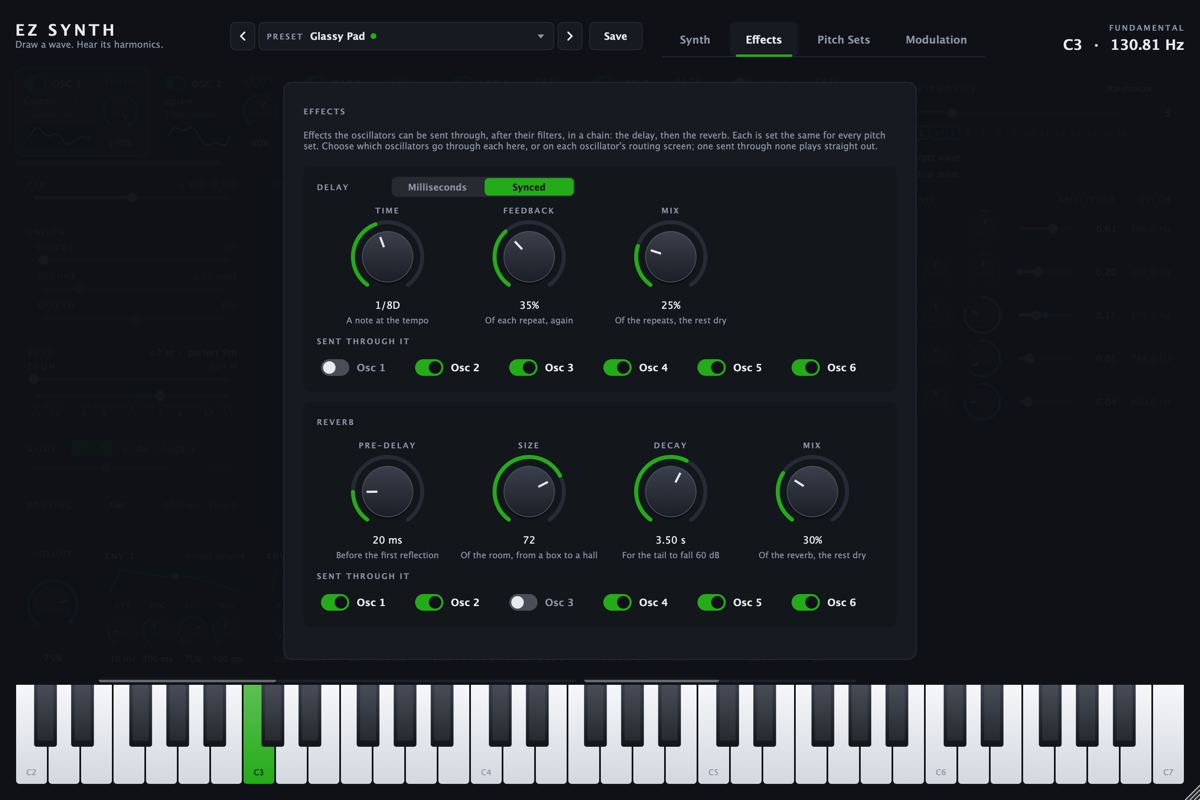 EZ SYNTH
Draw a wave. Hear its harmonics.
PRESET Glassy Pad
Save
Synth
Effects
Pitch Sets
Modulation
FUNDAMENTAL
C3 · 130.81 Hz
EFFECTS
Effects the oscillators can be sent through, after their filters, in a chain: the delay, then the reverb. Each is set the same for every pitch
set. Choose which oscillators go through each here, or on each oscillator's routing screen; one sent through none plays straight out.
DELAY
Milliseconds
Synced
TIME
FEEDBACK
MIX
1/8D
35%
25%
A note at the tempo
Of each repeat, again
Of the repeats, the rest dry
SENT THROUGH IT
Osc 1
Osc 2
Osc 3
Osc 4
Osc 5
Osc 6
REVERB
PRE-DELAY
SIZE
DECAY
MIX
20 ms
72
3.50 s
30%
Before the first reflection
Of the room, from a box to a hall
For the tail to fall 60 dB
Of the reverb, the rest dry
SENT THROUGH IT
Osc 1
Osc 2
Osc 3
Osc 4
Osc 5
Osc 6
C2
C3
C4
C5
C6
C7